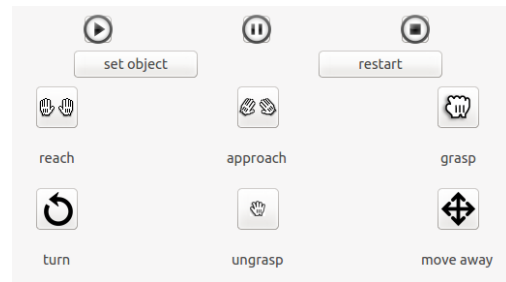 set object restart
reach approach grasp
turn ungrasp move away